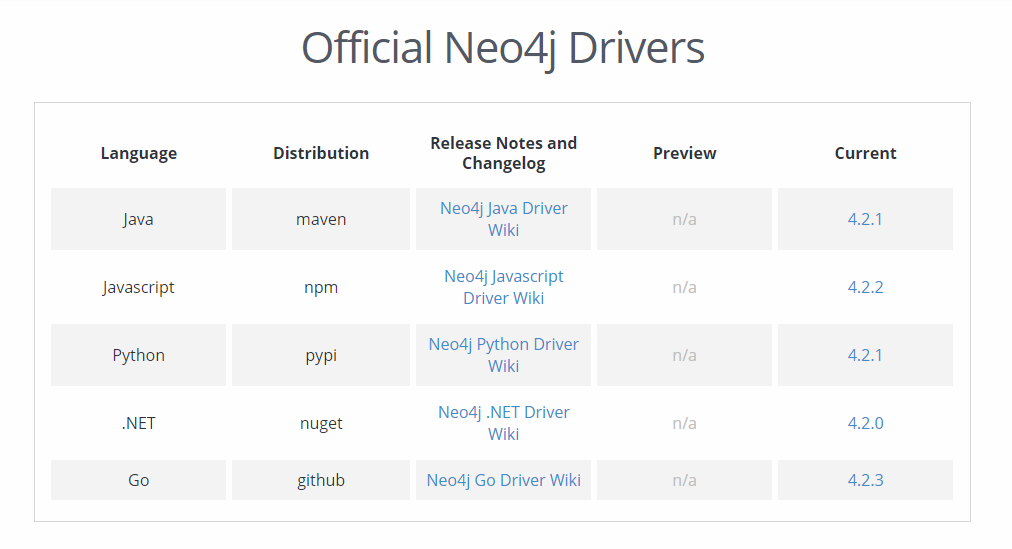 Official Neo4j Drivers
Language Distribution Release Notes and Changelog Preview Current
Java maven Neo4j Java Driver Wiki n/a 4.2.1
Javascript npm Neo4j Javascript Driver Wiki n/a 4.2.2
Python pypi Neo4j Python Driver Wiki n/a 4.2.1
.NET nuget Neo4j .NET Driver Wiki n/a 4.2.0
Go github Neo4j Go Driver Wiki n/a 4.2.3